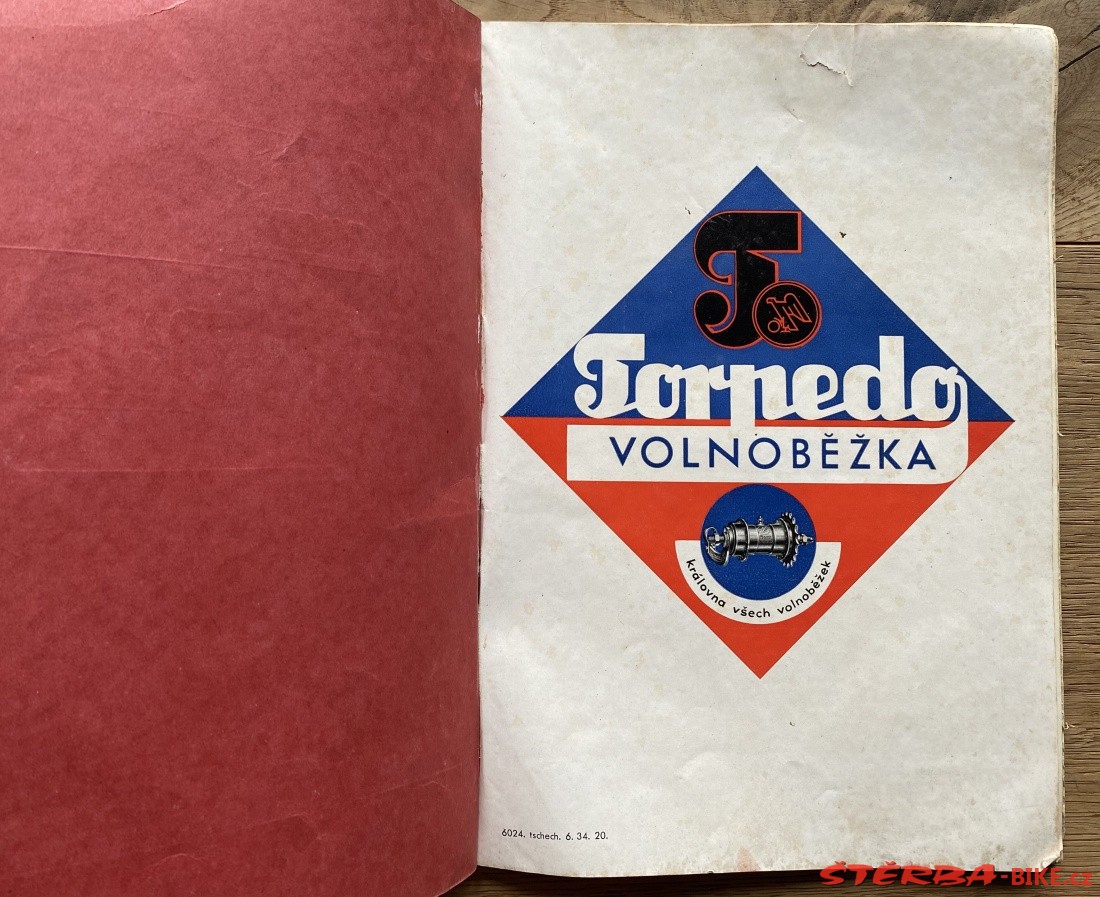 Torpedo
VOLNOBĚŽKA
královna všech volnoběžek
6024. tschech. 6. 34. 20.
ŠTĚRBA-BIKE.cz